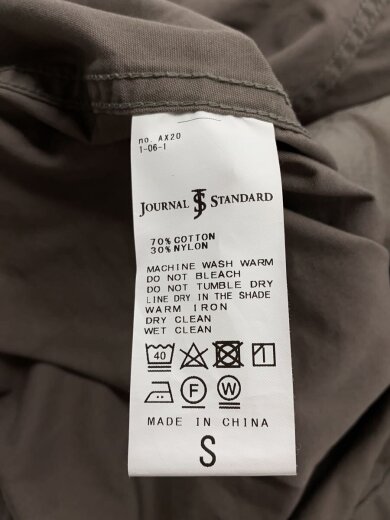 no. AX20
1-06-1
JOURNAL JS STANDARD
70% COTTON
30% NYLON
MACHINE WASH WARM
DO NOT BLEACH
DO NOT TUMBLE DRY
LINE DRY IN THE SHADE
WARM IRON
DRY CLEAN
WET CLEAN
40
F W
MADE IN CHINA
S